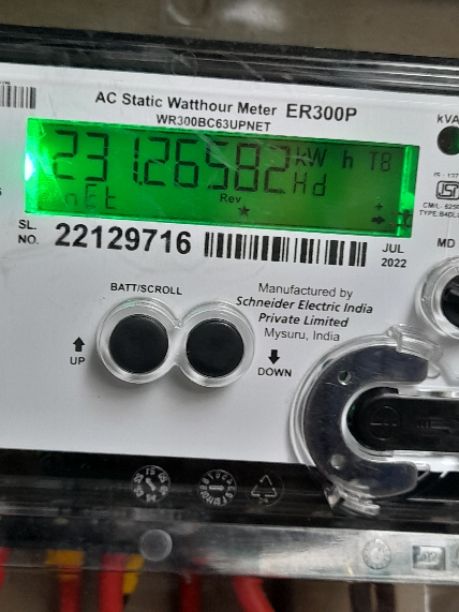 AC Static Watthour Meter ER300P
WR300BC63UPNET
kVA
231.26582 kW h T8
Hd
nEt
Rev
SL.
NO. 22129716
JUL
2022
MD
BATT/SCROLL
UP
DOWN
Manufactured by
Schneider Electric India
Private Limited
Mysuru, India